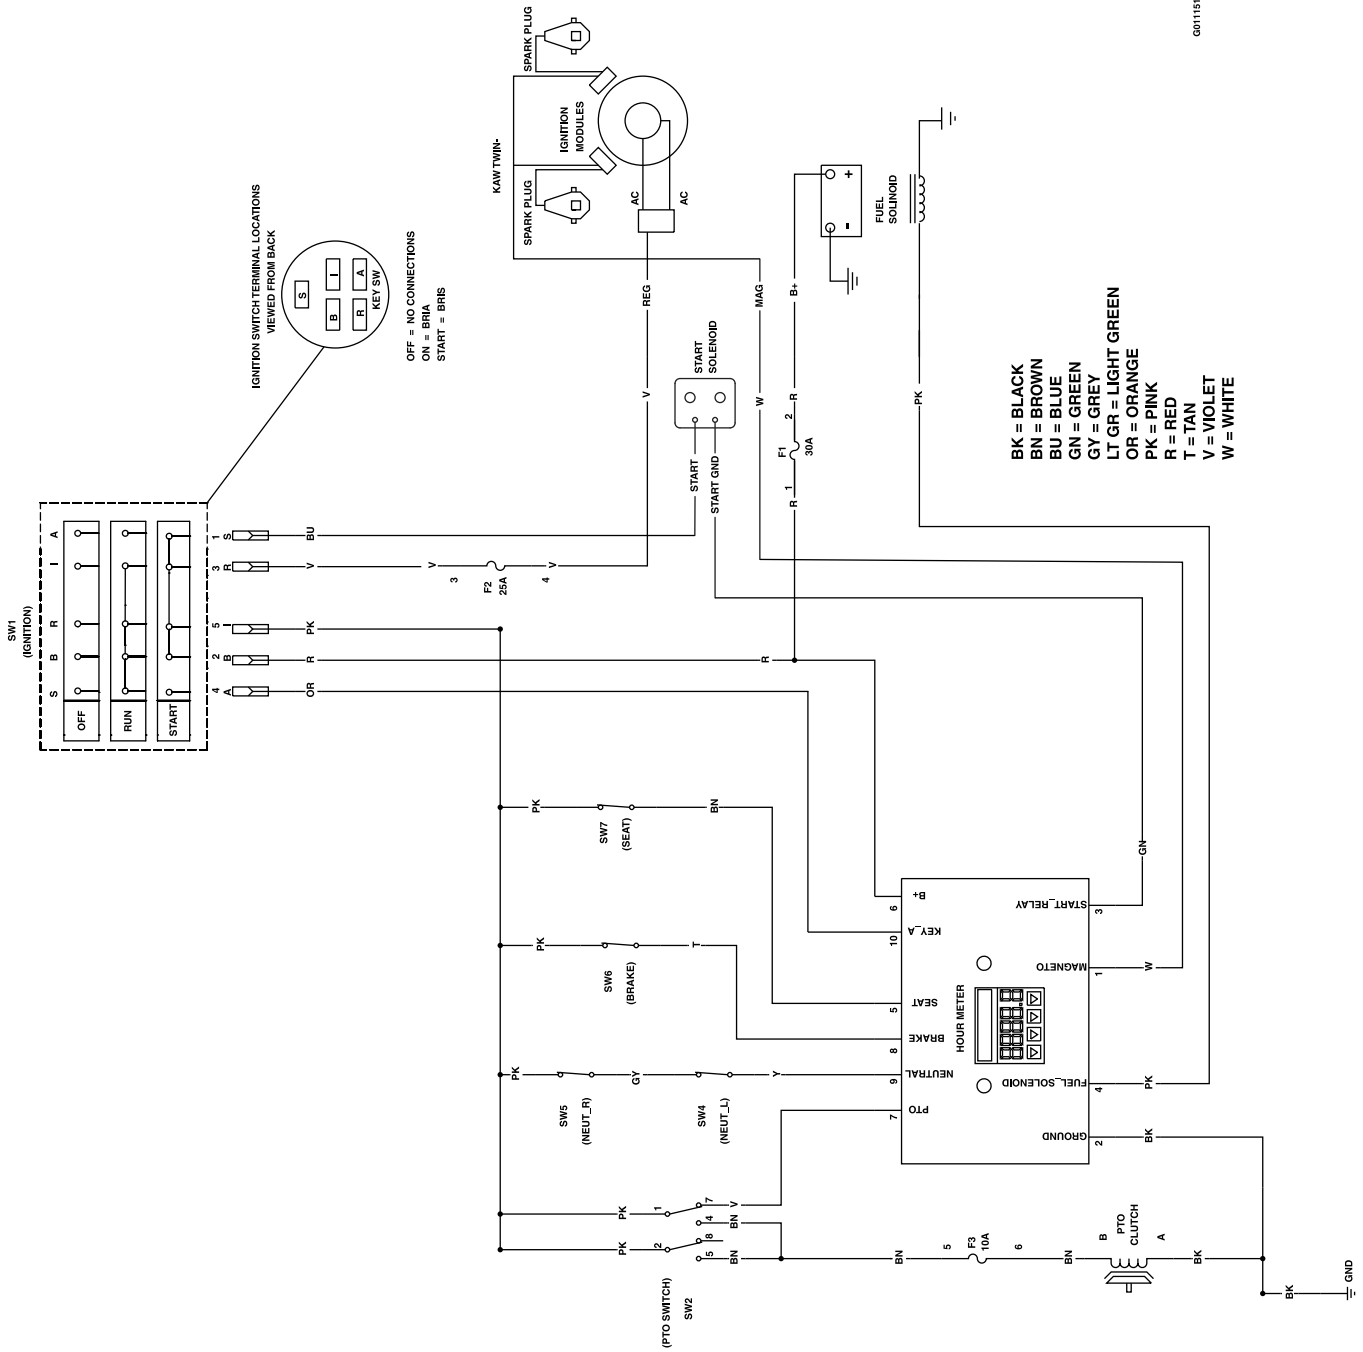 G011151
SPARK PLUG
KAW TWIN-
IGNITION
MODULES
SPARK PLUG
AC
AC
IGNITION SWITCH TERMINAL LOCATIONS
VIEWED FROM BACK
S
B
I
R
A
KEY SW
OFF = NO CONNECTIONS
ON = BRIA
START = BRIS
REG
MAG
B+
+
-
FUEL
SOLINOID
V
START
SOLENOID
W
R
2
F1
30A
1
R
PK
START
START GND
BK = BLACK
BN = BROWN
BU = BLUE
GN = GREEN
GY = GREY
LT GR = LIGHT GREEN
OR = ORANGE
PK = PINK
R = RED
T = TAN
V = VIOLET
W = WHITE
SW1
(IGNITION)
S B R I A
OFF
RUN
START
1 S BU
3 R V
V
3
F2
25A
4
V
5 I PK
2 B R
R
4 A OR
PK
SW7
(SEAT)
BN
PK
SW6
(BRAKE)
T
PK
SW5
(NEUT_R)
GY
SW4
(NEUT_L)
Y
PK
1
7
V
4
BN
PK
2
8
5
BN
(PTO SWITCH)
SW2
6
B+
10
KEY_A
5
SEAT
8
BRAKE
9
NEUTRAL
7
PTO
HOUR METER
START_RELAY
3
GN
MAGNETO
1
W
FUEL_SOLENOID
4
PK
GROUND
2
BK
BN
5
F3
10A
6
BN
B
PTO
CLUTCH
A
BK
BK
GND